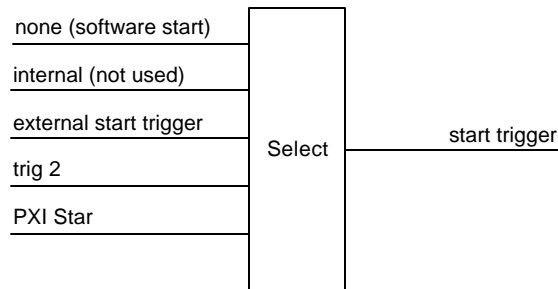 none (software start)
internal (not used)
external start trigger
trig 2
PXI Star
Select
start trigger